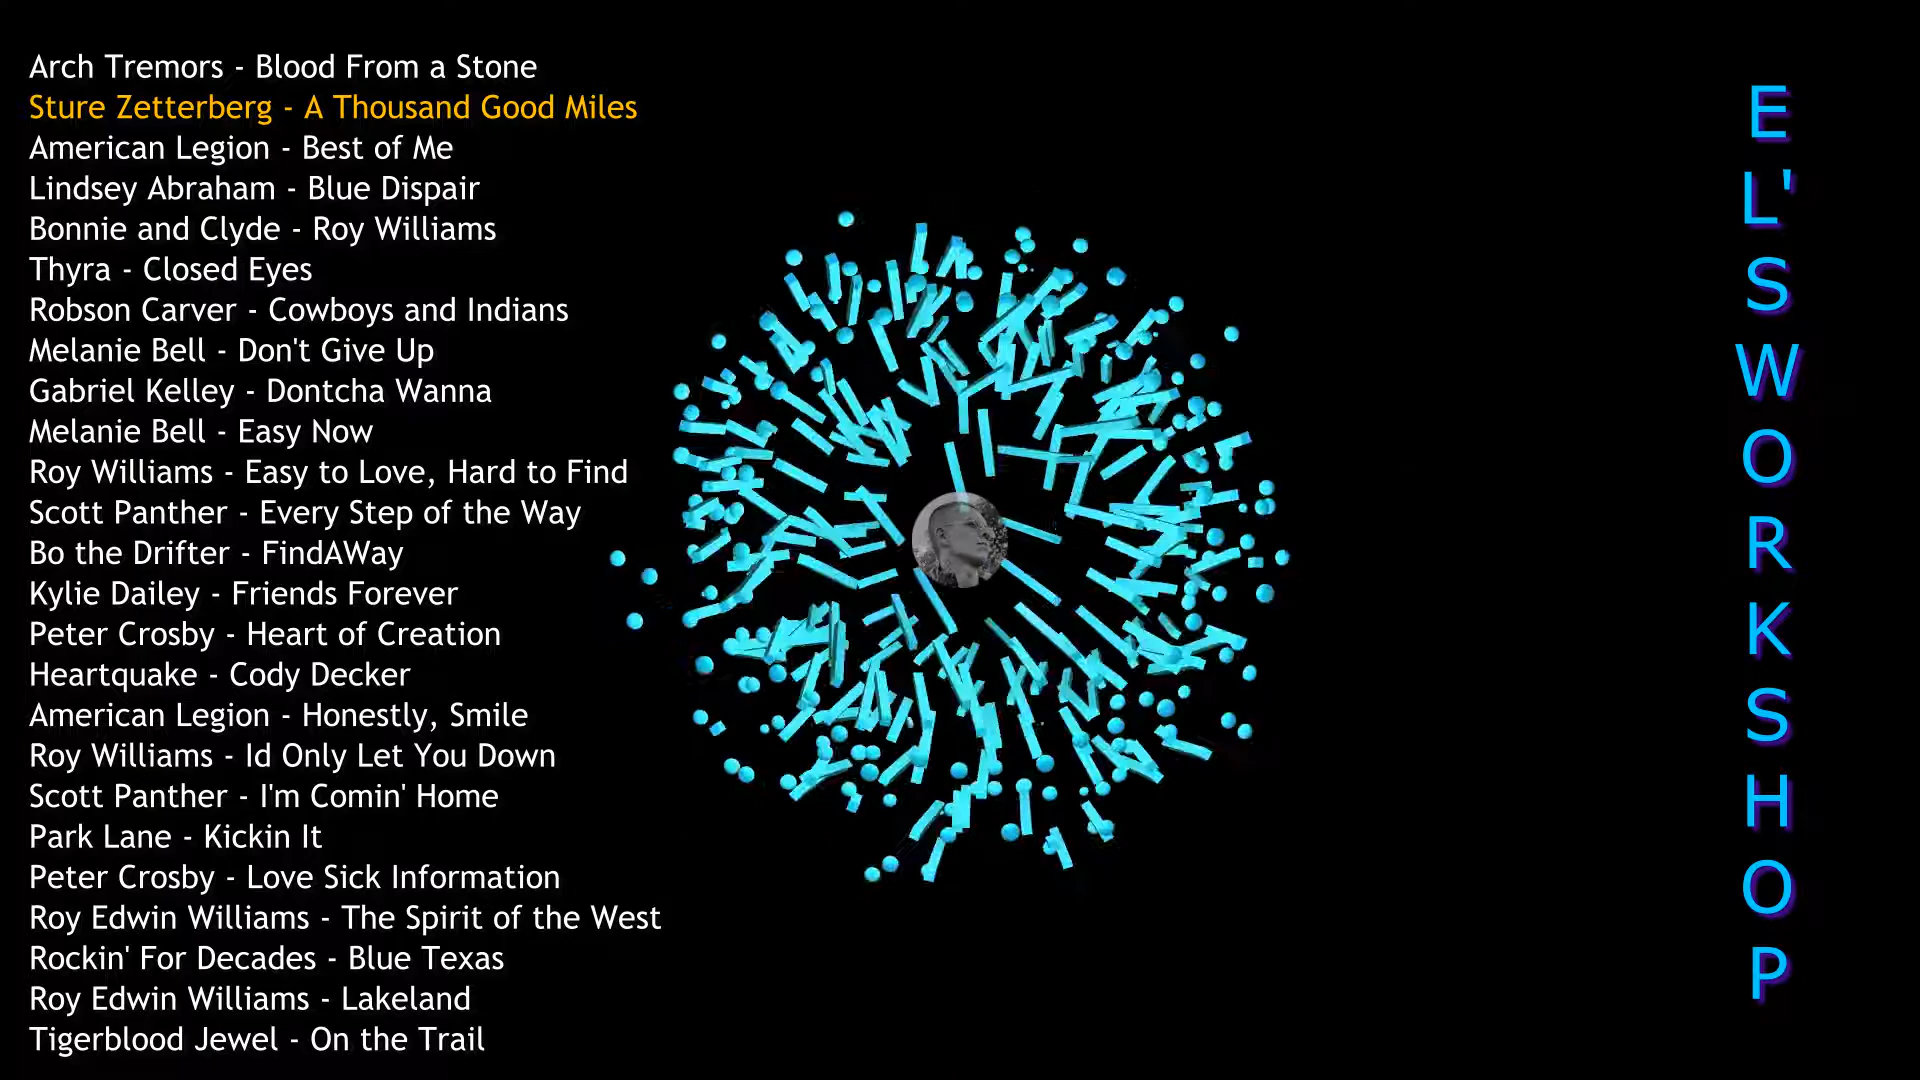 Arch Tremors - Blood From a Stone
Sture Zetterberg - A Thousand Good Miles
American Legion - Best of Me
Lindsey Abraham - Blue Dispair
Bonnie and Clyde - Roy Williams
Thyra - Closed Eyes
Robson Carver - Cowboys and Indians
Melanie Bell - Don't Give Up
Gabriel Kelley - Dontcha Wanna
Melanie Bell - Easy Now
Roy Williams - Easy to Love, Hard to Find
Scott Panther - Every Step of the Way
Bo the Drifter - FindAWay
Kylie Dailey - Friends Forever
Peter Crosby - Heart of Creation
Heartquake - Cody Decker
American Legion - Honestly, Smile
Roy Williams - Id Only Let You Down
Scott Panther - I'm Comin' Home
Park Lane - Kickin It
Peter Crosby - Love Sick Information
Roy Edwin Williams - The Spirit of the West
Rockin' For Decades - Blue Texas
Roy Edwin Williams - Lakeland
Tigerblood Jewel - On the Trail
EL'S WORKSHOP